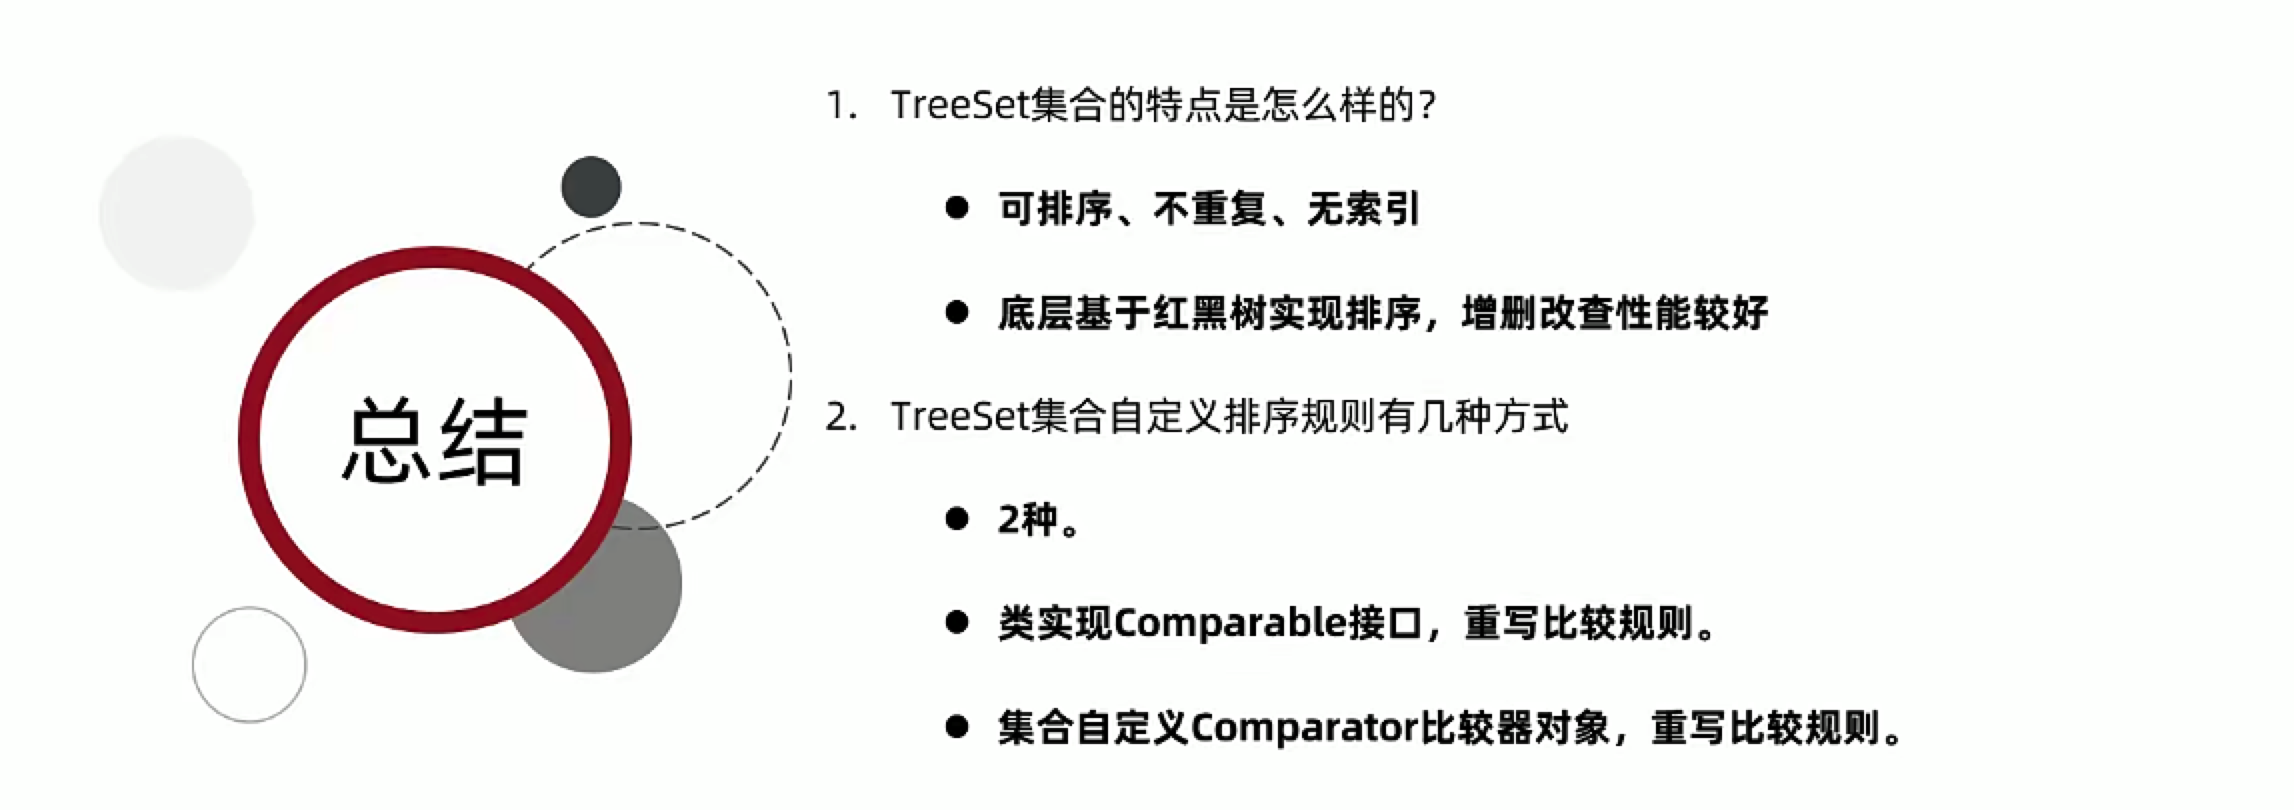 总结
1. TreeSet集合的特点是怎么样的?
● 可排序、不重复、无索引
● 底层基于红黑树实现排序，增删改查性能较好
2. TreeSet集合自定义排序规则有几种方式
● 2种。
● 类实现Comparable接口，重写比较规则。
● 集合自定义Comparator比较器对象，重写比较规则。